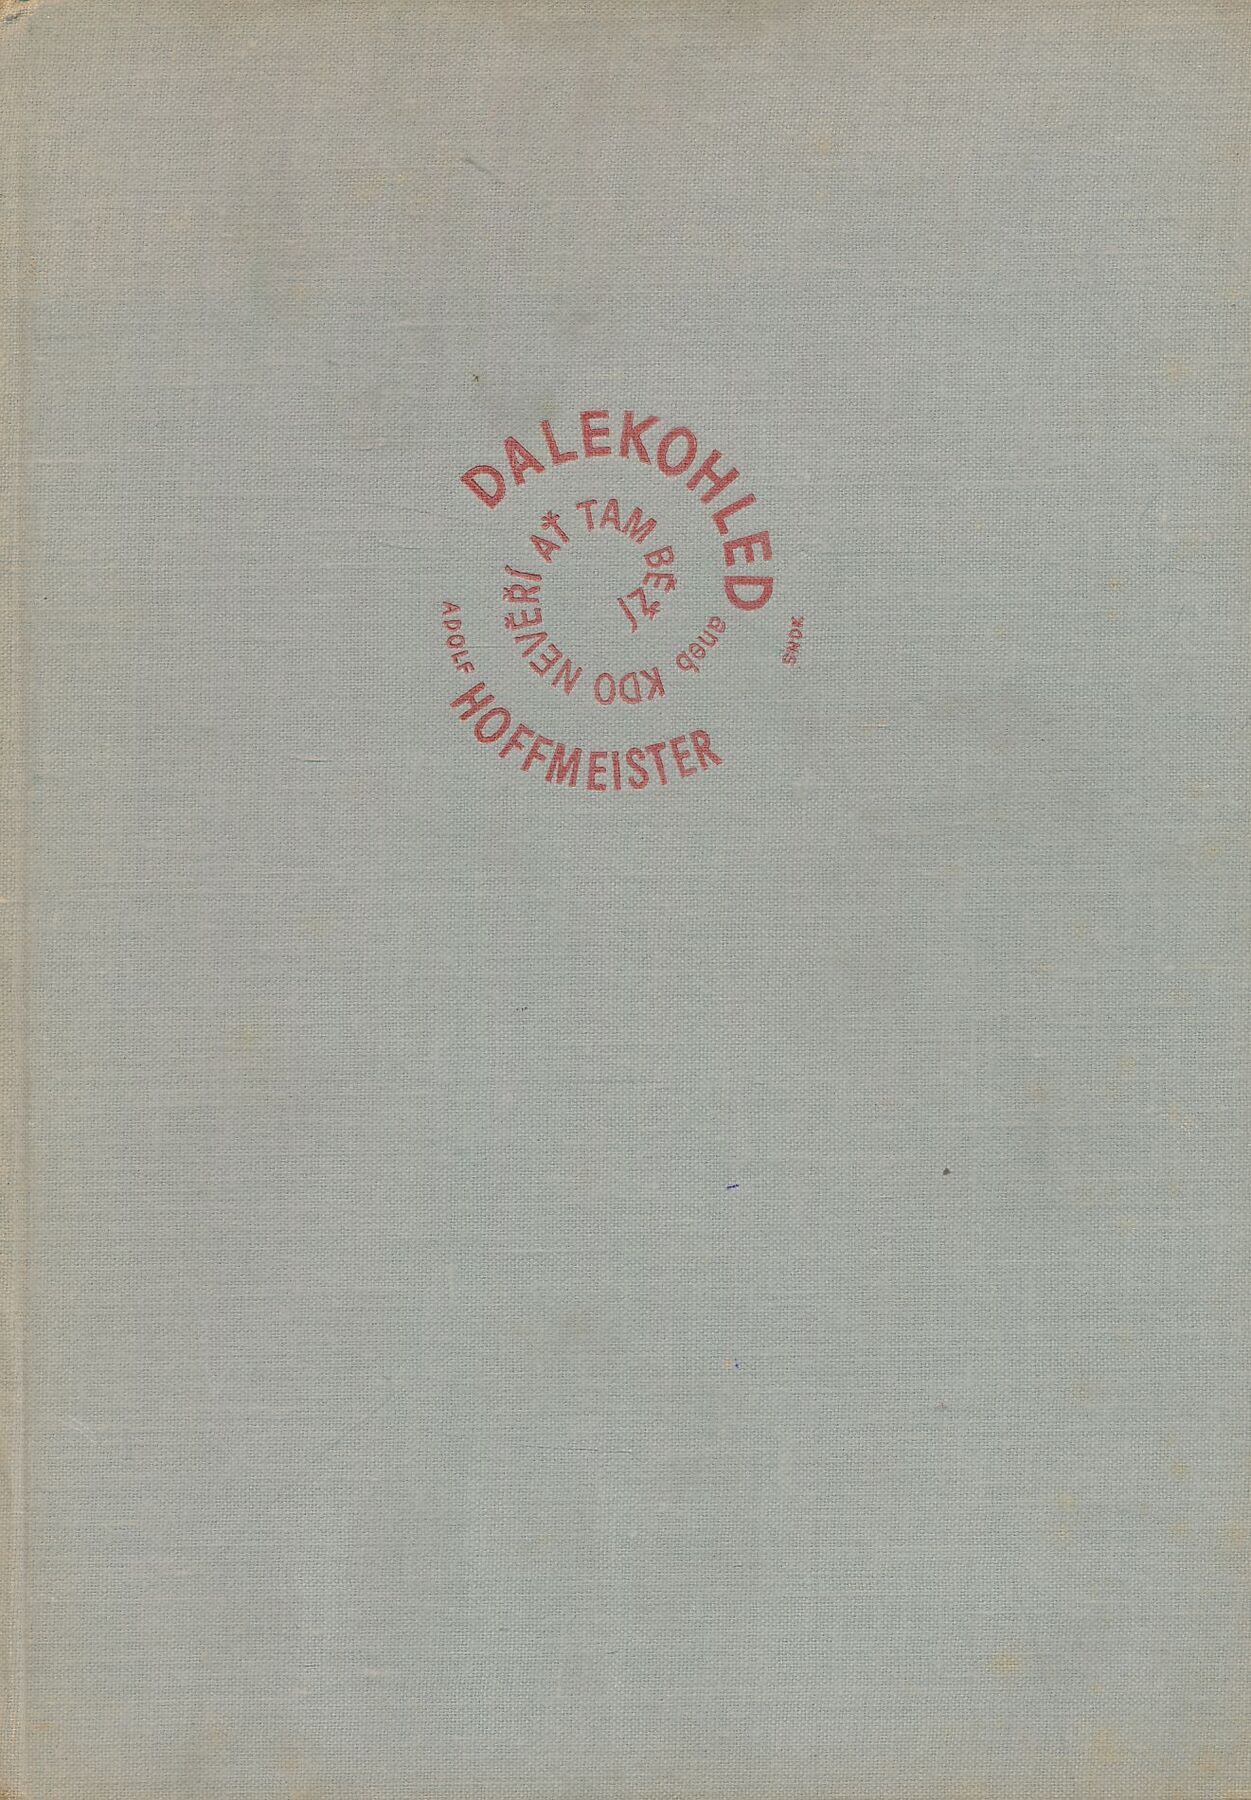 DALEKOHLED
aneb KDO NEVĚŘÍ AŤ TAM BĚŽÍ
ADOLF HOFFMEISTER
SNDK